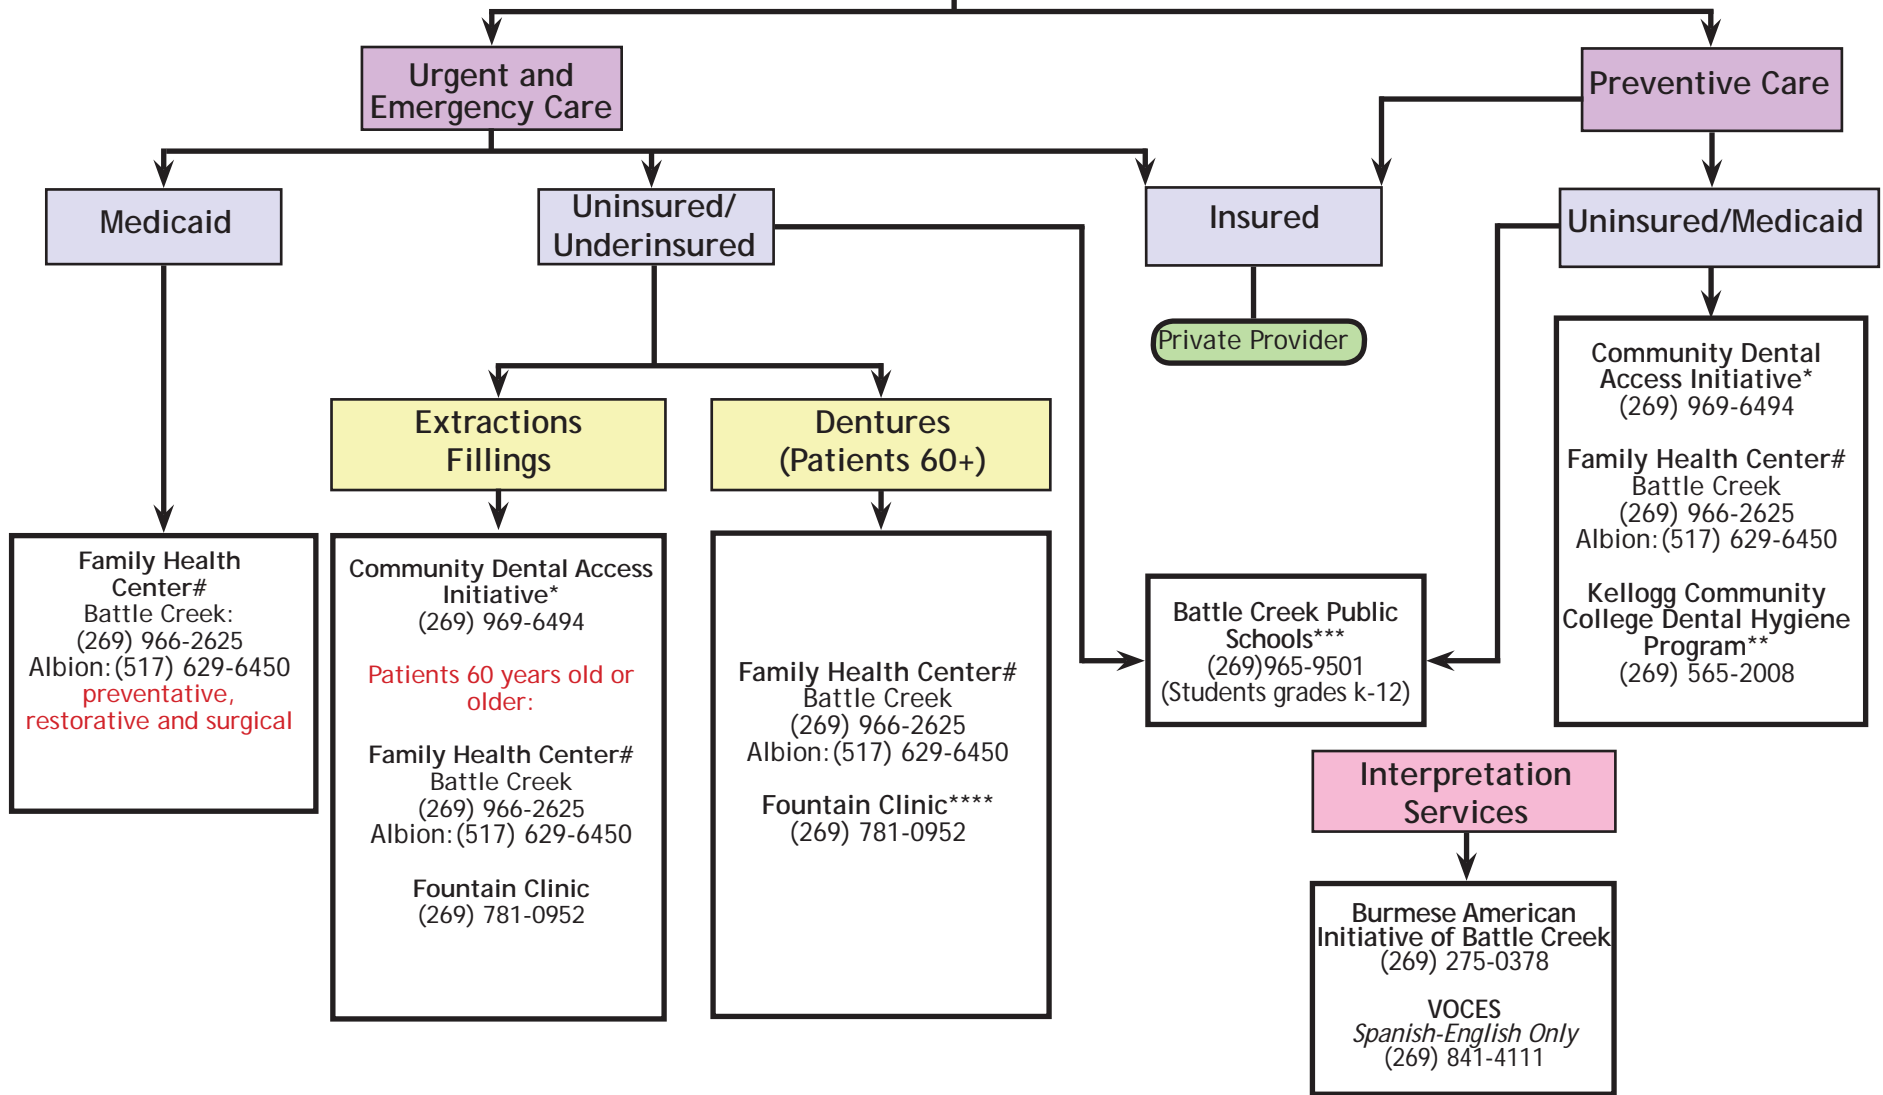 Urgent and
Emergency Care
Preventive Care
Medicaid
Uninsured/
Underinsured
Insured
Uninsured/Medicaid
Private Provider
Extractions
Fillings
Dentures
(Patients 60+)
Family Health
Center#
Battle Creek:
(269) 966-2625
Albion:(517) 629-6450
preventative,
restorative and surgical
Community Dental Access
Initiative*
(269) 969-6494
Patients 60 years old or
older:
Family Health Center#
Battle Creek
(269) 966-2625
Albion:(517) 629-6450
Fountain Clinic
(269) 781-0952
Family Health Center#
Battle Creek
(269) 966-2625
Albion:(517) 629-6450
Fountain Clinic****
(269) 781-0952
Battle Creek Public
Schools***
(269)965-9501
(Students grades k-12)
Community Dental
Access Initiative*
(269) 969-6494
Family Health Center#
Battle Creek
(269) 966-2625
Albion:(517) 629-6450
Kellogg Community
College Dental Hygiene
Program**
(269) 565-2008
Interpretation
Services
Burmese American
Initiative of Battle Creek
(269) 275-0378
VOCES
Spanish-English Only
(269) 841-4111